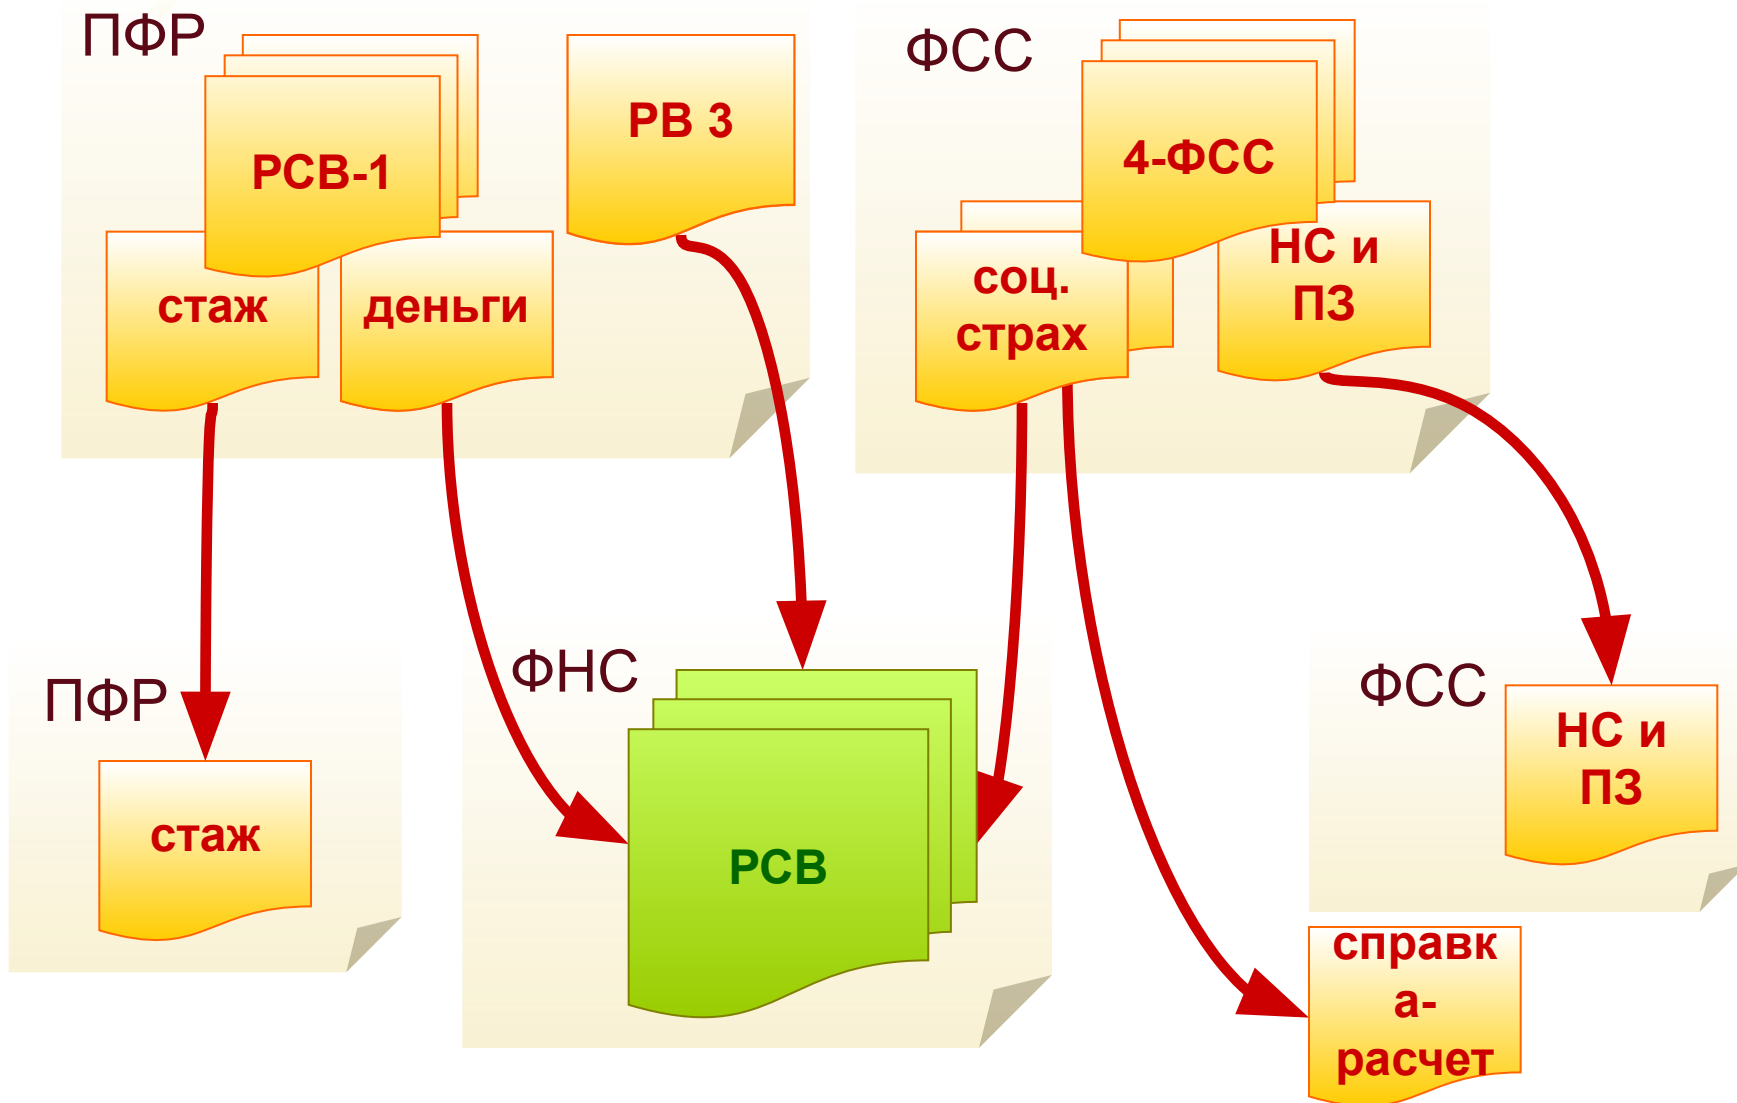 ПФР
РСВ-1
РВ 3
стаж
деньги
ФСС
4-ФСС
соц.
страх
НС и
ПЗ
ПФР
стаж
ФНС
РСВ
ФСС
НС и
ПЗ
справк
а-
расчет